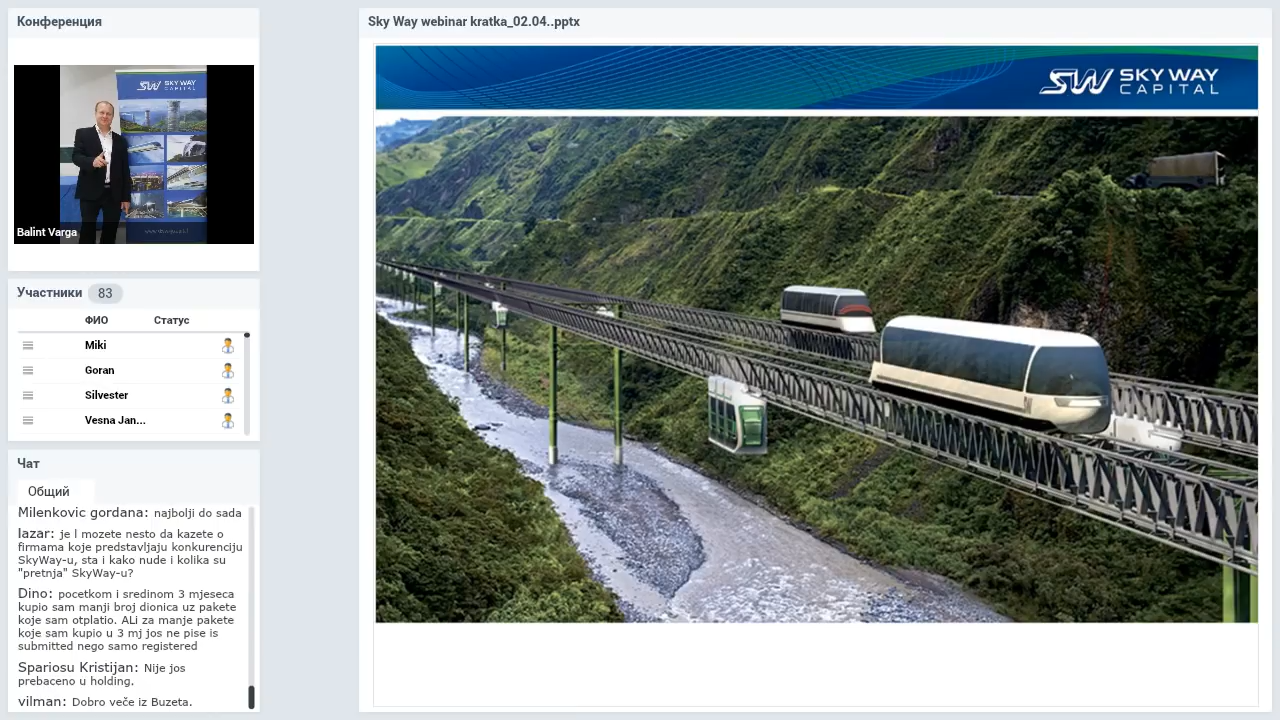 Конференция
SKY WAY
CAPITAL
Balint Varga
Участники 83
ФИО Статус
Miki
Goran
Silvester
Vesna Jan...
Чат
Общий
Milenkovic gordana: najbolji do sada
lazar: je l mozete nesto da kazete o
firmama koje predstavljaju konkurenciju
SkyWay-u, sta i kako nude i kolika su
"pretnja" SkyWay-u?
Dino: pocetkom i sredinom 3 mjeseca
kupio sam manji broj dionica uz pakete
koje sam otplatio. ALi za manje pakete
koje sam kupio u 3 mj jos ne pise is
submitted nego samo registered
Spariosu Kristijan: Nije jos
prebaceno u holding.
vilman: Dobro veče iz Buzeta.
Sky Way webinar kratka_02.04..pptx
SW SKY WAY
CAPITAL